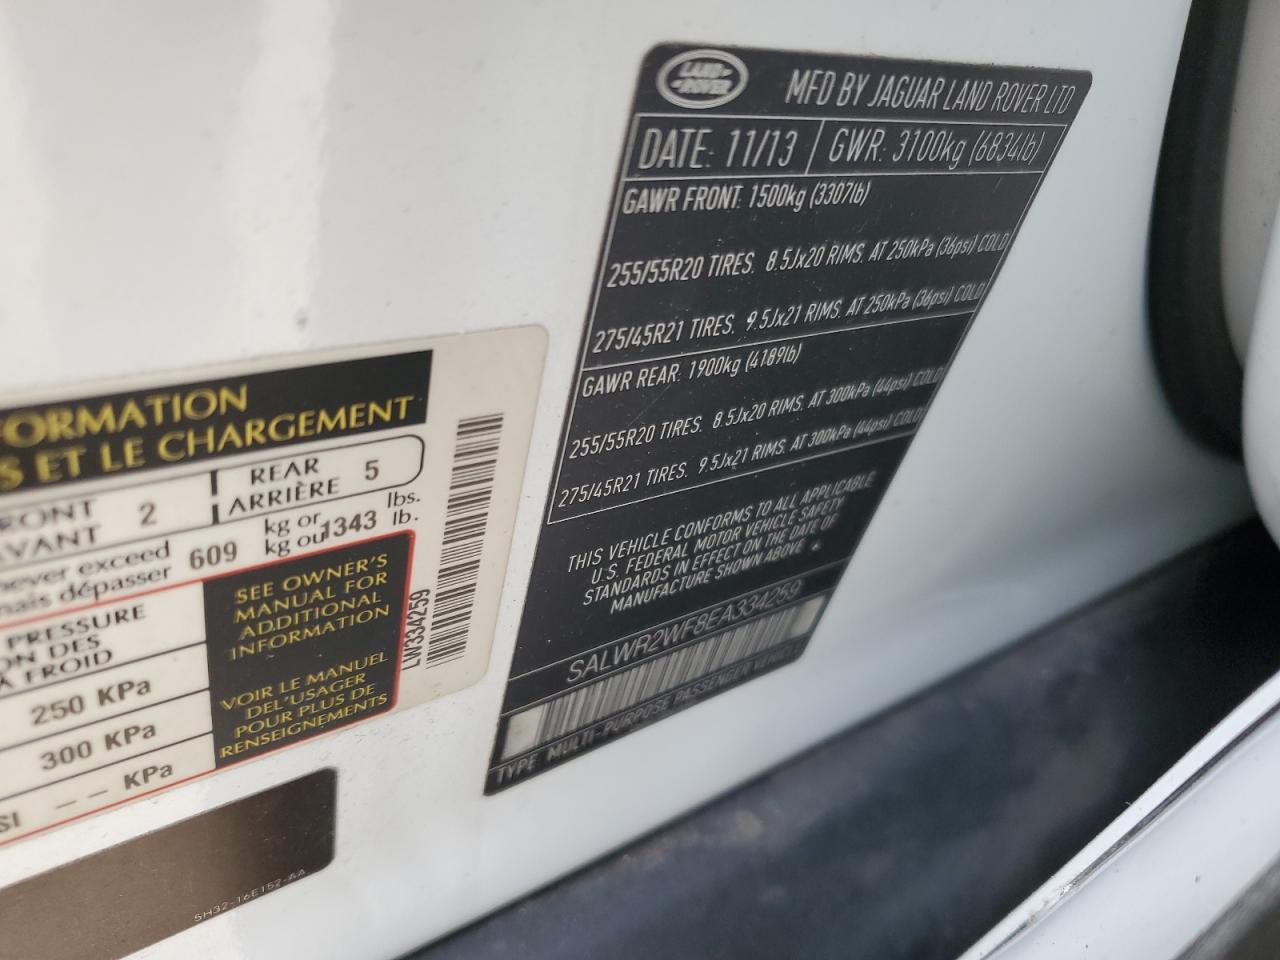 LAND ROVER
MFD BY JAGUAR LAND ROVER LTD
DATE: 11/13
GWR: 3100kg (6834lb)
GAWR FRONT: 1500kg (3307lb)
255/55R20 TIRES. 8.5Jx20 RIMS. AT 250kPa (36psi) COLD
275/45R21 TIRES. 9.5Jx21 RIMS. AT 250kPa (36psi) COLD
GAWR REAR: 1900kg (4189lb)
255/55R20 TIRES. 8.5Jx20 RIMS. AT 300kPa (44psi) COLD
275/45R21 TIRES. 9.5Jx21 RIMS. AT 300kPa (44psi) COLD
THIS VEHICLE CONFORMS TO ALL APPLICABLE
U.S. FEDERAL MOTOR VEHICLE SAFETY
STANDARDS IN EFFECT ON THE DATE OF
MANUFACTURE SHOWN ABOVE
SALWR2WF8EA334259
TYPE MULTI-PURPOSE PASSENGER VEHICLE
FORMATION
S ET LE CHARGEMENT
FRONT
AVANT
2
REAR
ARRIÈRE
5
never exceed
mais dépasser
609
kg or
kg ou
1343
lbs.
lb.
PRESSURE
ON DES
À FROID
250 KPa
300 KPa
SI -- KPa
SEE OWNER'S
MANUAL FOR
ADDITIONAL
INFORMATION
VOIR LE MANUEL
DEL'USAGER
POUR PLUS DE
RENSEIGNEMENTS
LW334259
5H32-16E152-AA